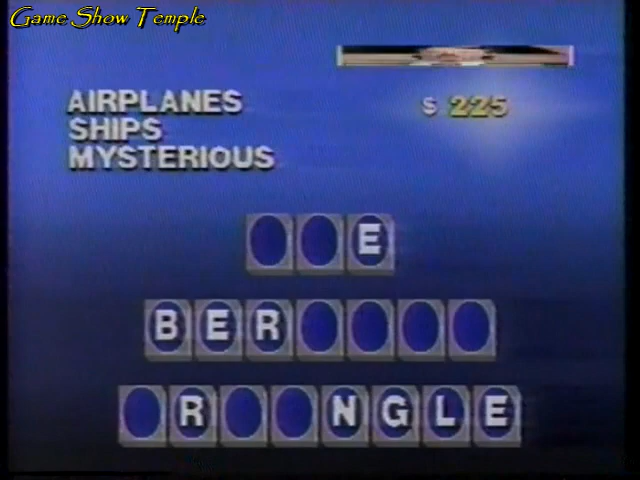 Game Show Temple
AIRPLANES
$ 225
SHIPS
MYSTERIOUS
E
BER
R NGLE